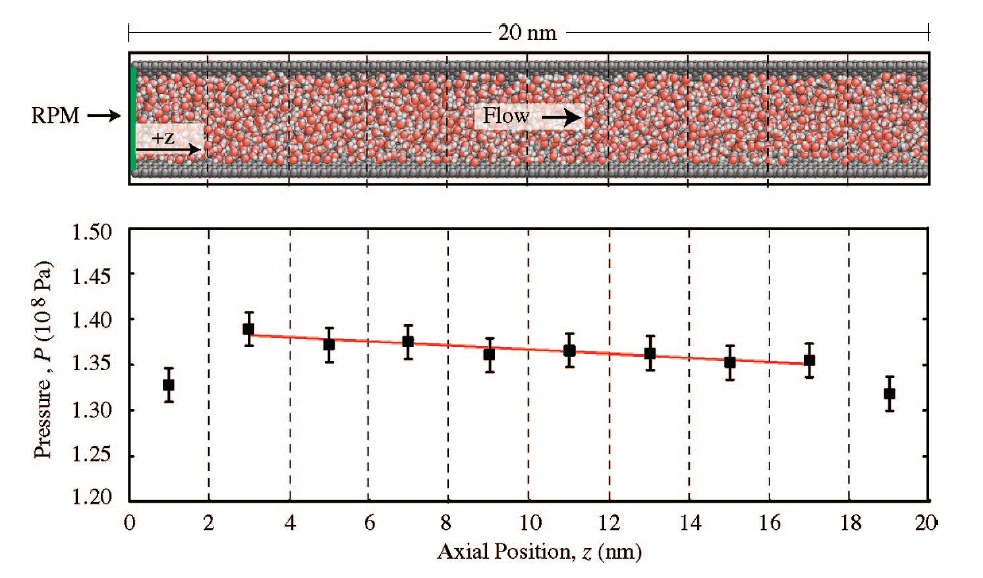 20 nm
RPM
Flow
+z
1.50
1.45
1.40
1.35
1.30
1.25
1.20
Pressure , P (10⁸ Pa)
0 2 4 6 8 10 12 14 16 18 20
Axial Position, z (nm)